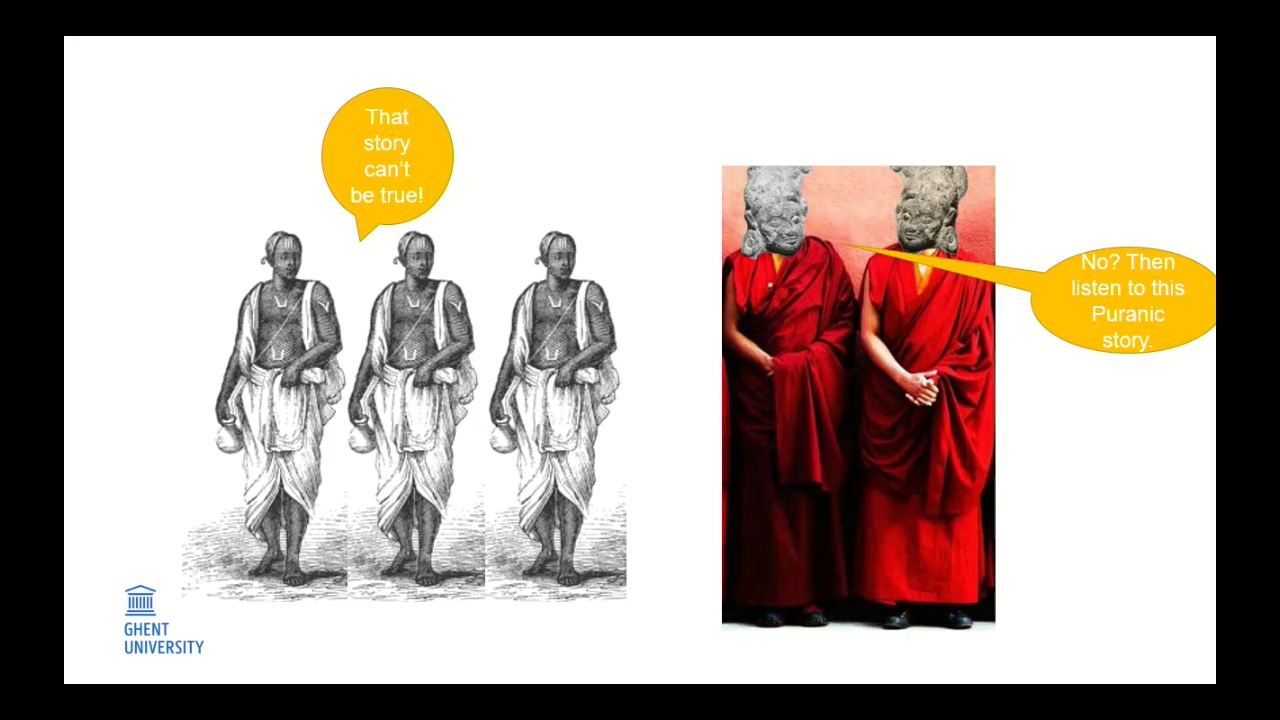 That
story
can't
be true!
No? Then
listen to this
Puranic
story.
GHENT
UNIVERSITY